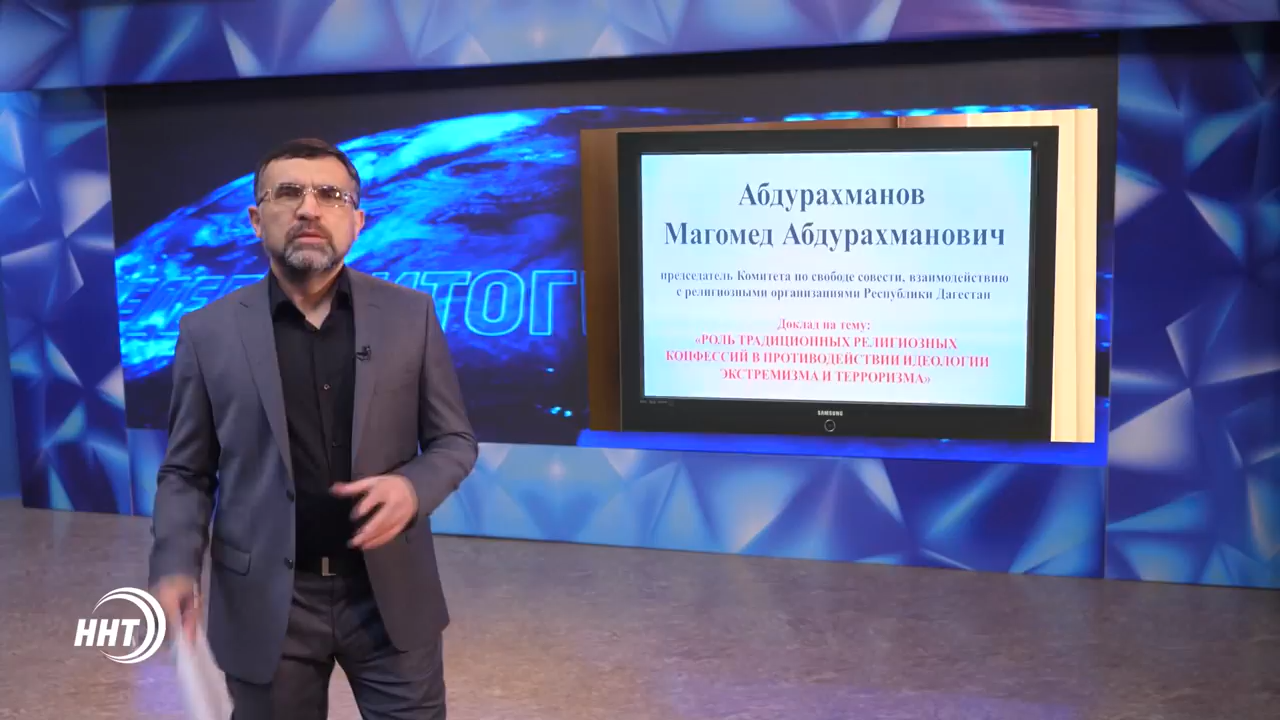 Абдурахманов
Магомед Абдурахманович
председатель Комитета по свободе совести, взаимодействию
с религиозными организациями Республики Дагестан
Доклад на тему:
«РОЛЬ ТРАДИЦИОННЫХ РЕЛИГИОЗНЫХ
КОНФЕССИЙ В ПРОТИВОДЕЙСТВИИ ИДЕОЛОГИИ
ЭКСТРЕМИЗМА И ТЕРРОРИЗМА»
SAMSUNG
ИТОГ
ННТ